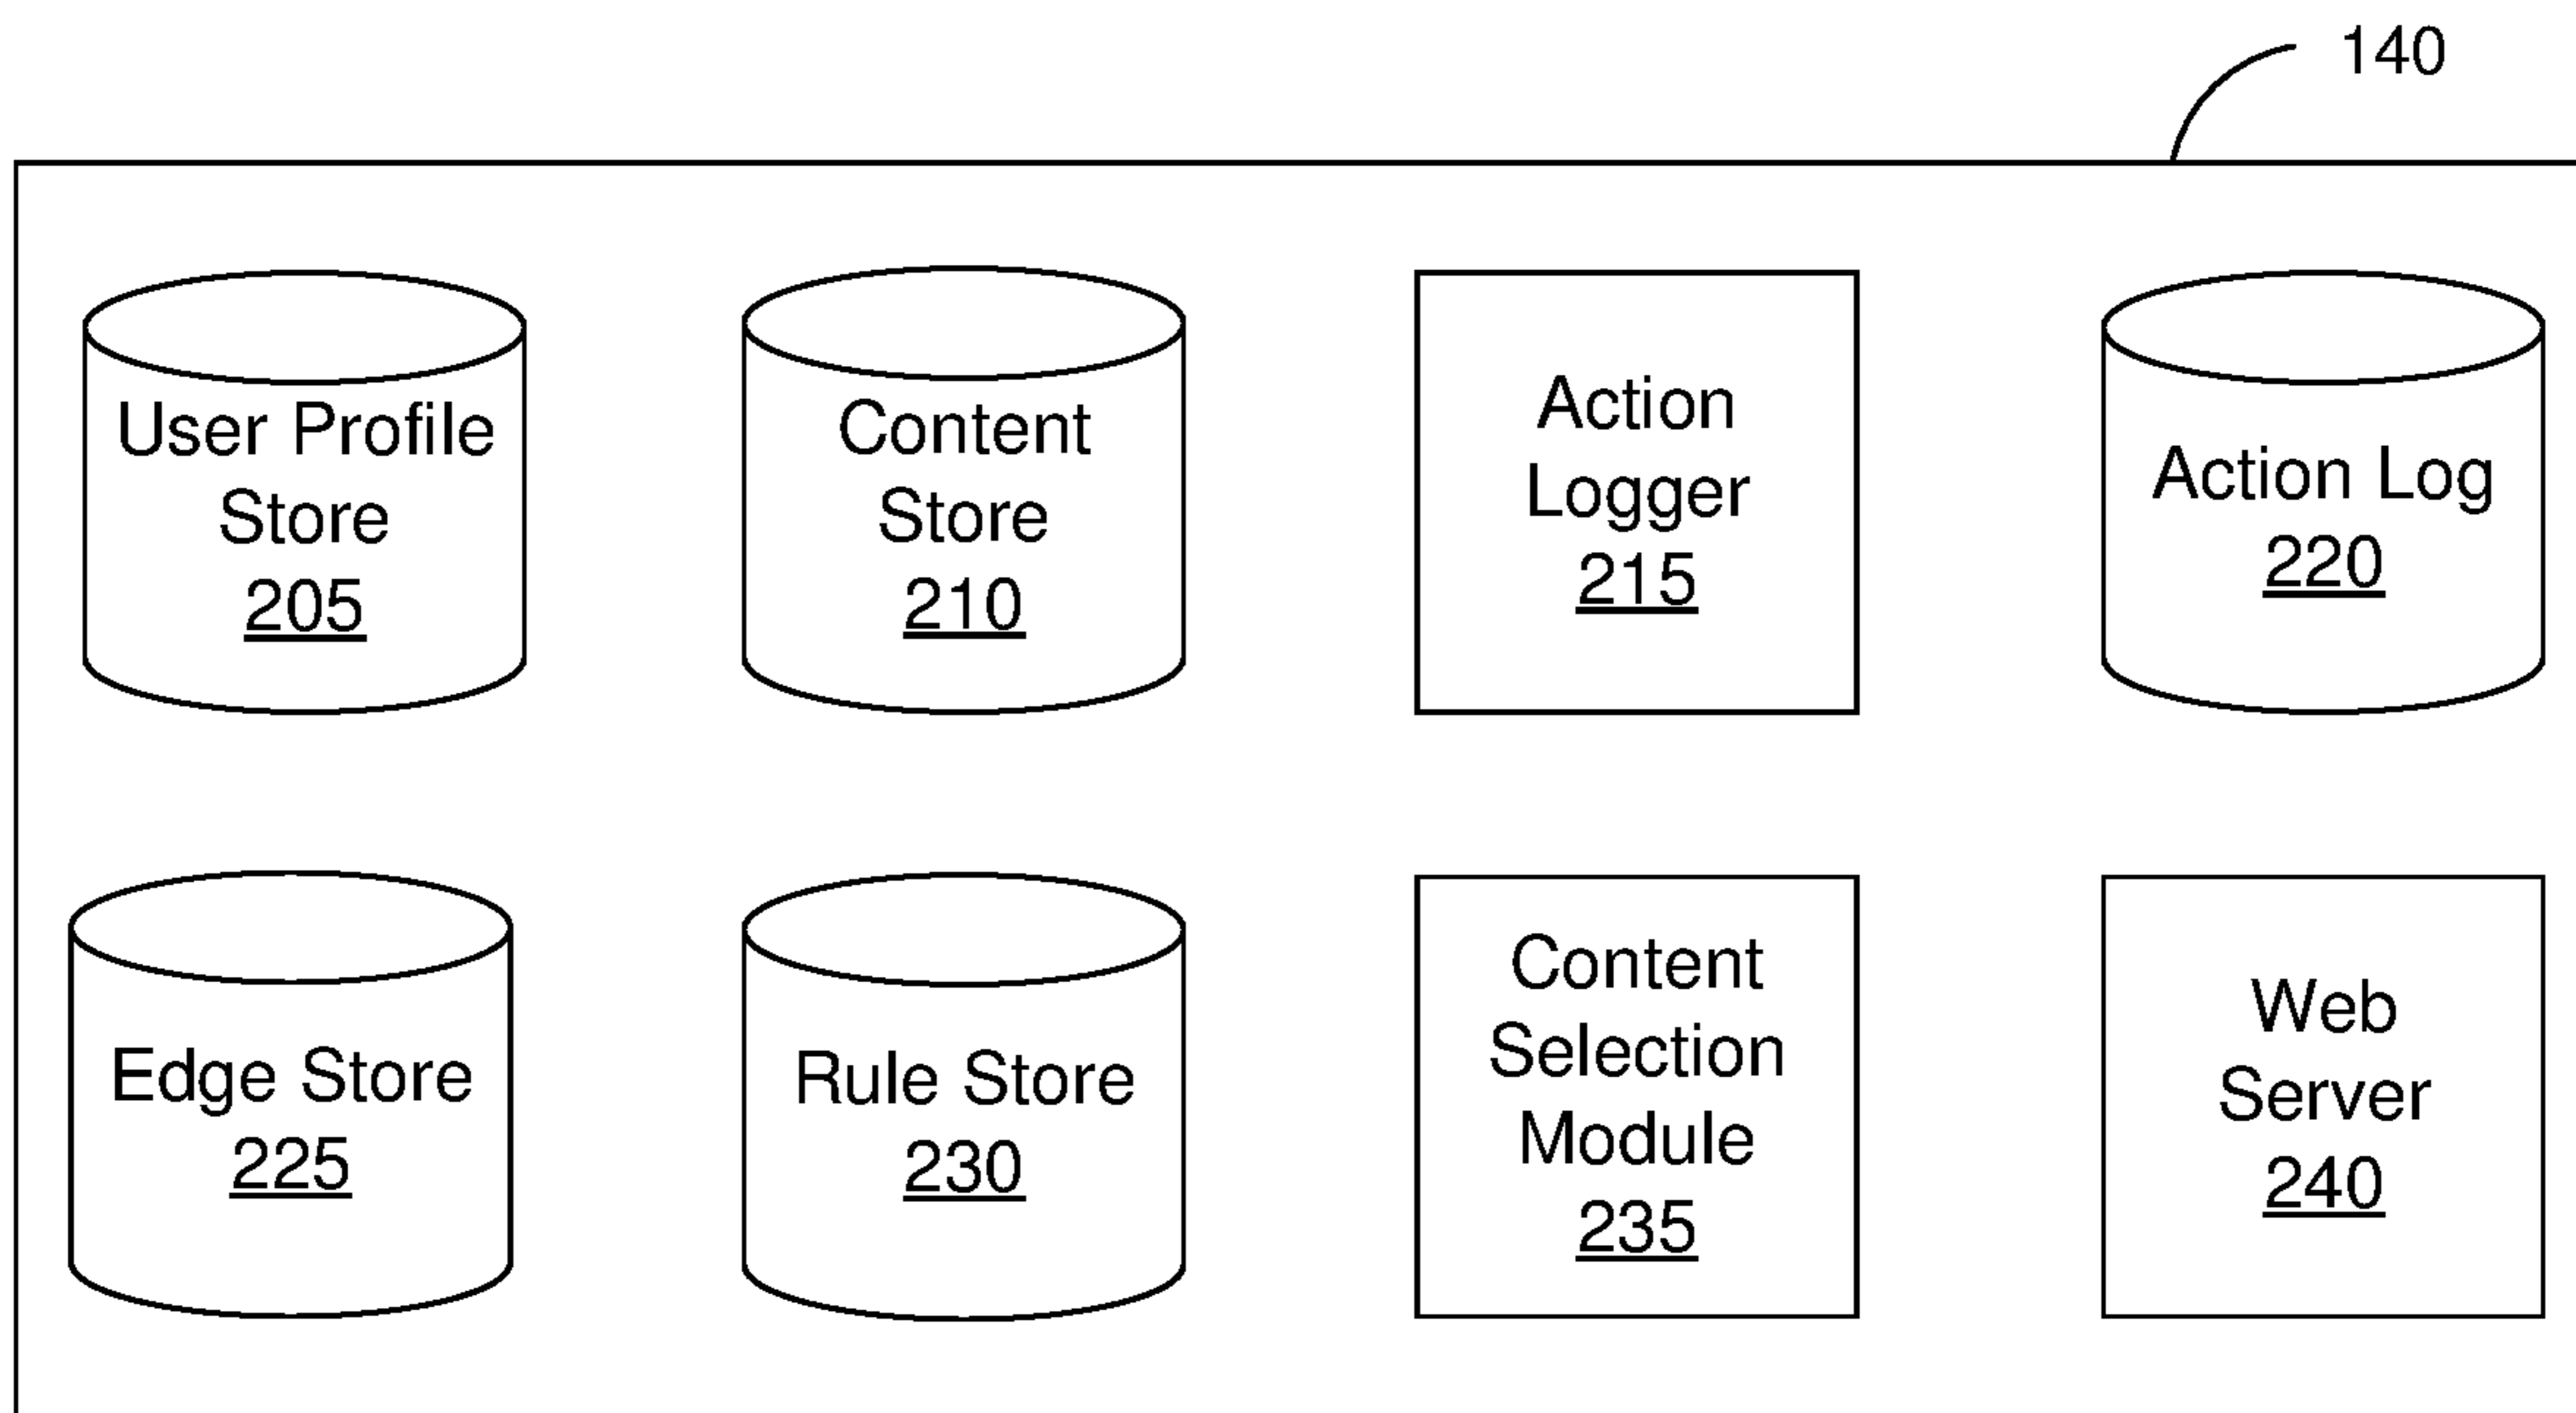 140
User Profile
Store
205
Content
Store
210
Action
Logger
215
Action Log
220
Edge Store
225
Rule Store
230
Content
Selection
Module
235
Web
Server
240